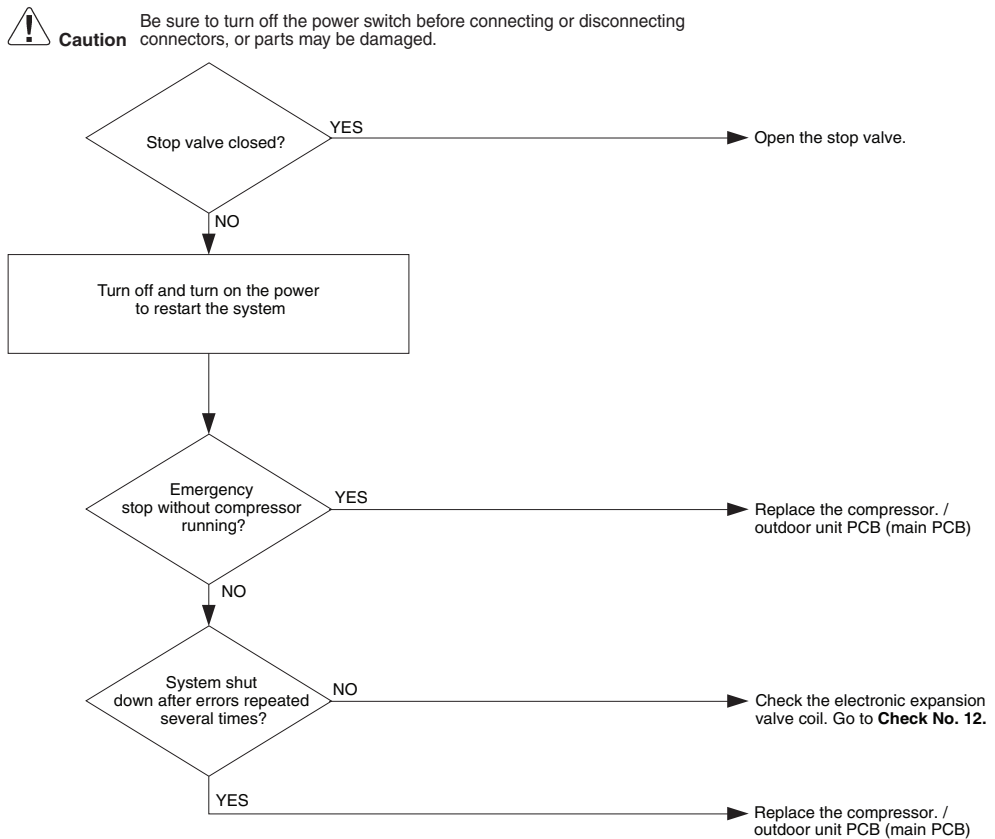 Be sure to turn off the power switch before connecting or disconnecting
Caution connectors, or parts may be damaged.
Stop valve closed?
YES
Open the stop valve.
NO
Turn off and turn on the power
to restart the system
Emergency
stop without compressor
running?
YES
Replace the compressor. /
outdoor unit PCB (main PCB)
NO
System shut
down after errors repeated
several times?
NO
Check the electronic expansion
valve coil. Go to Check No. 12.
YES
Replace the compressor. /
outdoor unit PCB (main PCB)